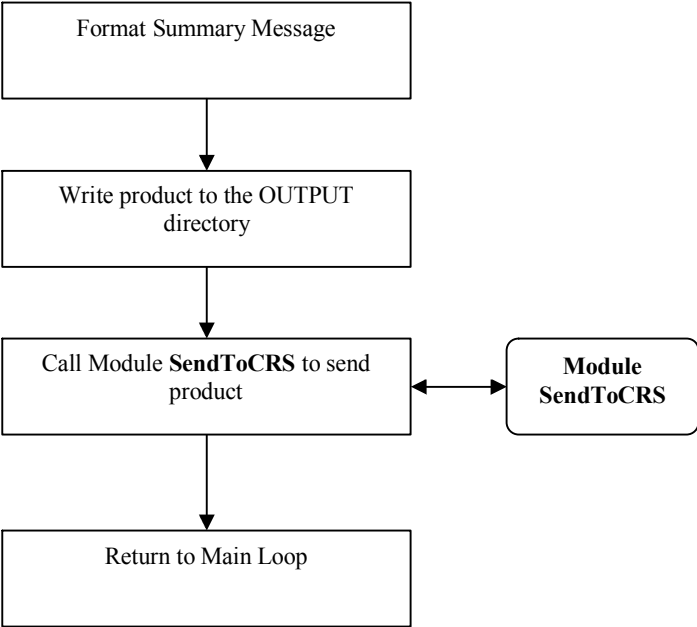 Format Summary Message
Write product to the OUTPUT
directory
Call Module SendToCRS to send
product
Module
SendToCRS
Return to Main Loop